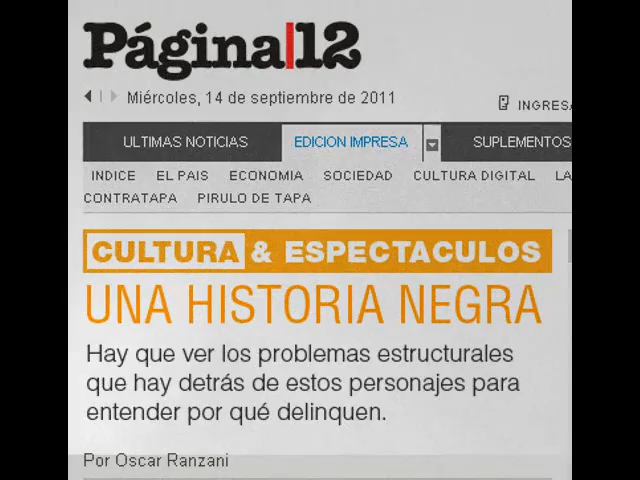 Página|12
Miércoles, 14 de septiembre de 2011
INGRESA
ULTIMAS NOTICIAS EDICION IMPRESA SUPLEMENTOS
INDICE EL PAIS ECONOMIA SOCIEDAD CULTURA DIGITAL LA
CONTRATAPA PIRULO DE TAPA
CULTURA & ESPECTACULOS
UNA HISTORIA NEGRA
Hay que ver los problemas estructurales
que hay detrás de estos personajes para
entender por qué delinquen.
Por Oscar Ranzani